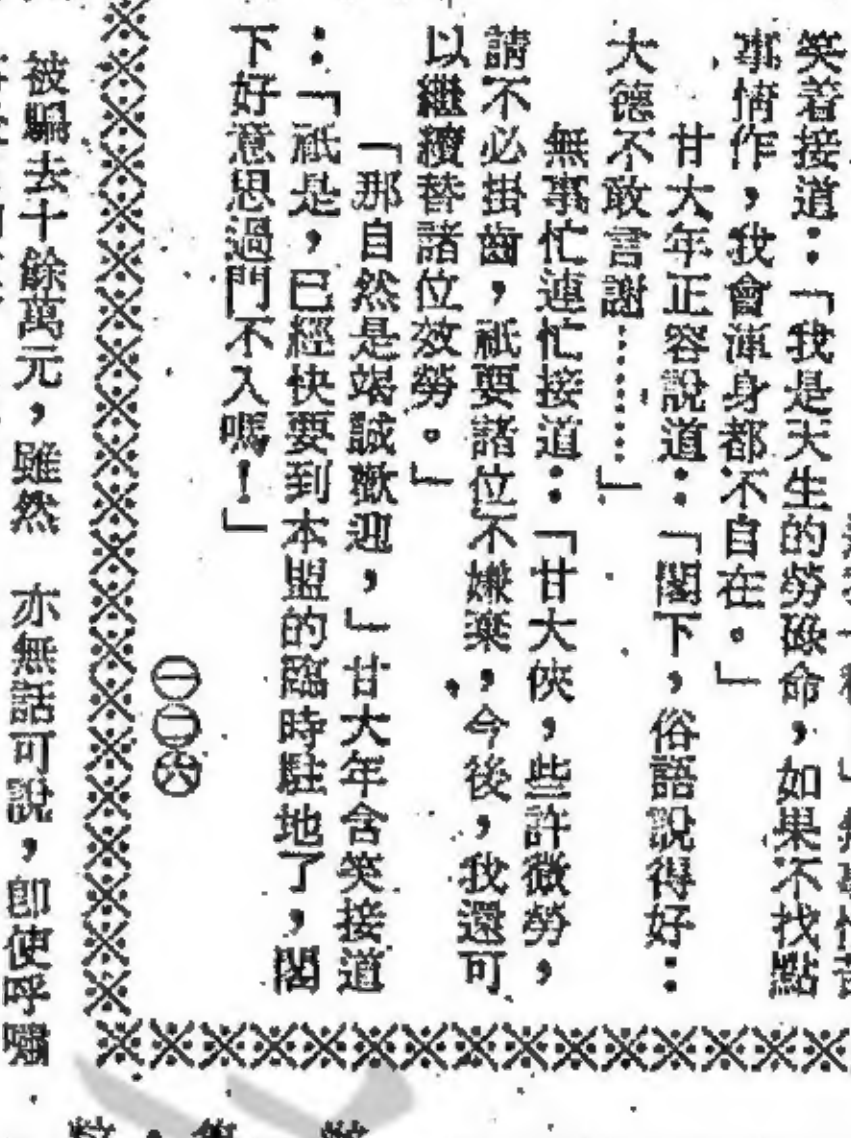 笑着接道：「我是天生的勞碌命，如果不找點
事情作，我會渾身都不自在。」
甘大年正容說道：「閣下，俗語說得好：
大德不敢言謝………」
無事忙連忙接道：「甘大俠，些許微勞，
請不必掛齒，祇要諸位不嫌棄，今後，我還可
以繼續替諸位效勞。」
「那自然是竭誠歡迎，」甘大年含笑接道
：「祇是，已經快要到本盟的臨時駐地了，閣
下好意思過門不入嗎！」
㊀㊁㊅
被騙去十餘萬元，雖然　亦無話可說，卽使呼